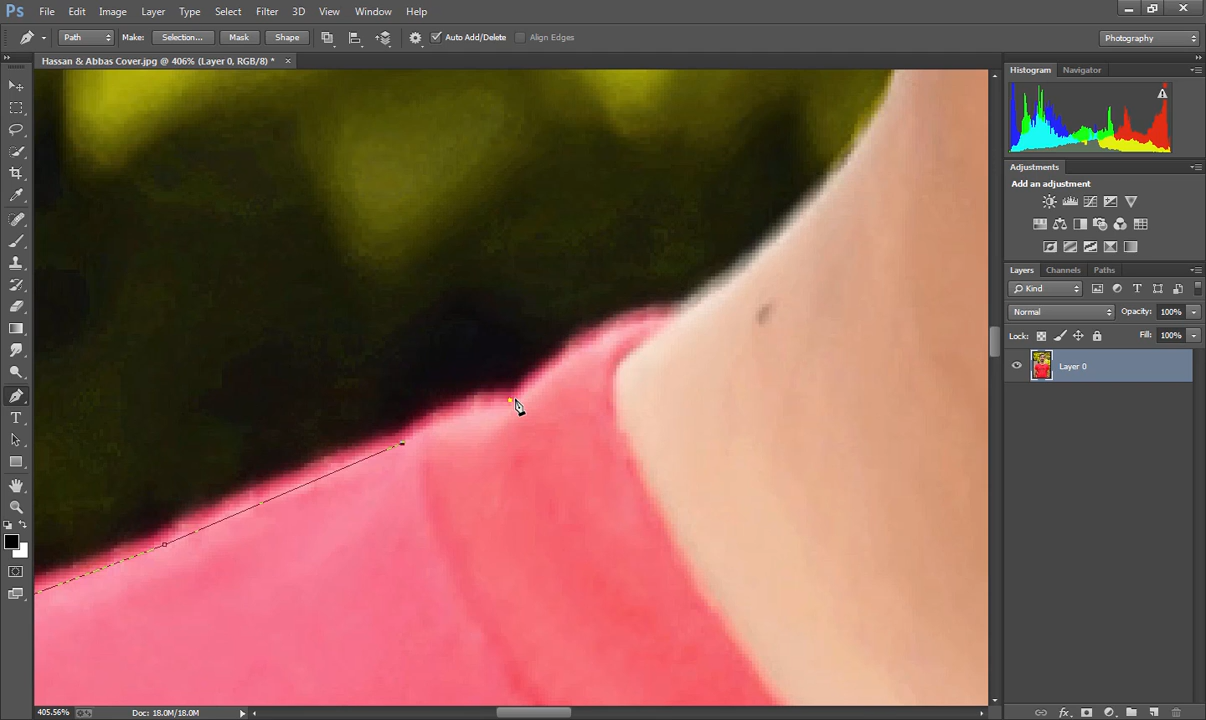 Ps File Edit Image Layer Type Select Filter 3D View Window Help
Path Make: Selection... Mask Shape Auto Add/Delete Align Edges Photography
Hassan & Abbas Cover.jpg @ 406% (Layer 0, RGB/8) * ×
Histogram Navigator
Adjustments
Add an adjustment
Layers Channels Paths
Kind
Normal Opacity: 100%
Lock: Fill: 100%
Layer 0
405.56% Doc: 18.0M/18.0M